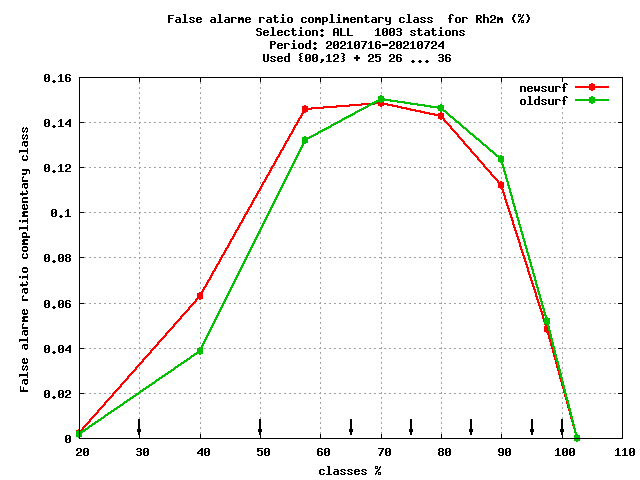 False alarme ratio complimentary class  for Rh2m (%)
Selection: ALL   1003 stations
Period: 20210716-20210724
Used {00,12} + 25 26 ... 36
newsurf
oldsurf
False alarme ratio complimentary class
0.16
0.14
0.12
0.1
0.08
0.06
0.04
0.02
0
20 30 40 50 60 70 80 90 100 110
classes %